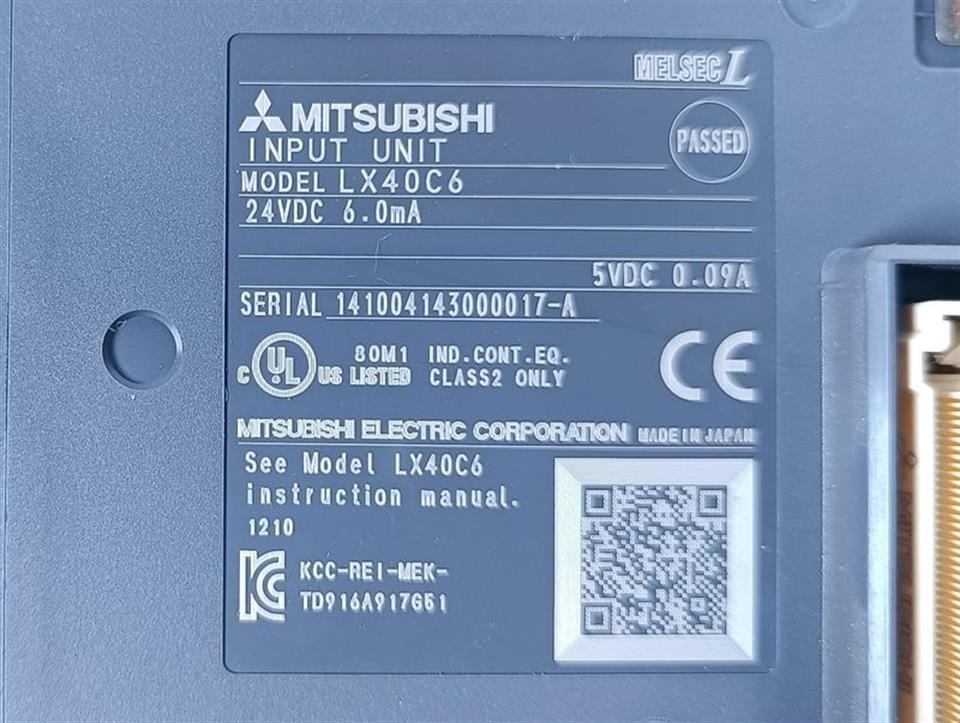 MELSEC L
MITSUBISHI
PASSED
INPUT UNIT
MODEL LX40C6
24VDC 6.0mA
5VDC 0.09A
SERIAL 141004143000017-A
C UL US LISTED 80M1 IND.CONT.EQ.
CLASS2 ONLY
CE
MITSUBISHI ELECTRIC CORPORATION MADE IN JAPAN
See Model LX40C6
instruction manual.
1210
KCC-REI-MEK-
TD916A917G51